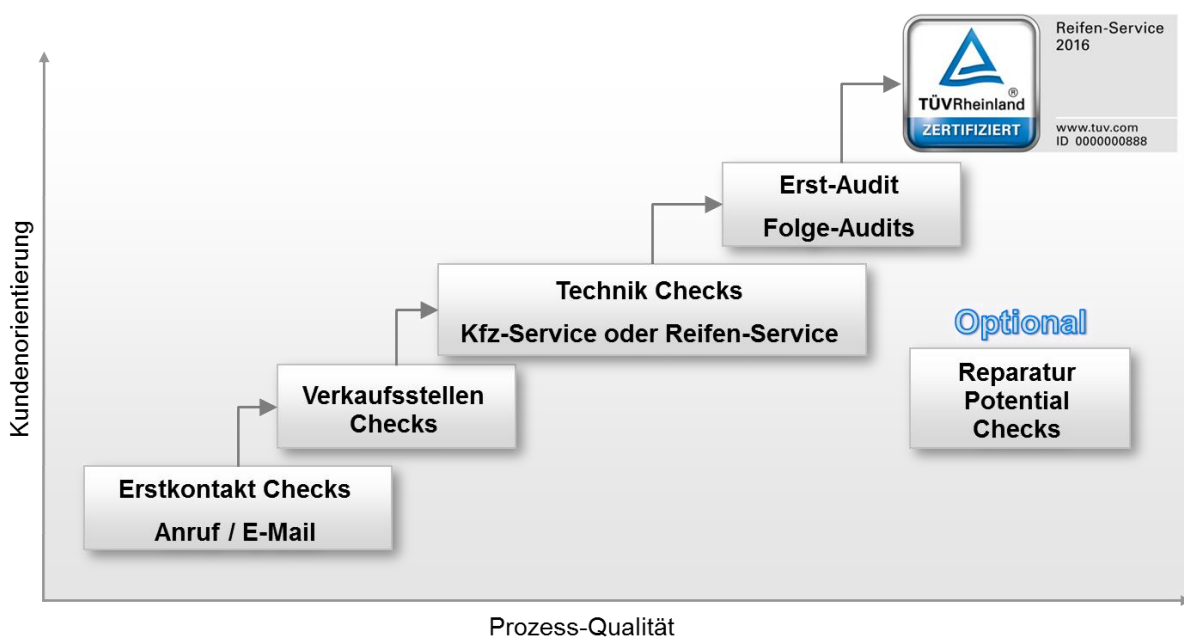 Reifen-Service
2016
TÜVRheinland®
ZERTIFIZIERT
www.tuv.com
ID 0000000888
Erst-Audit
Folge-Audits
Technik Checks
Kfz-Service oder Reifen-Service
Optional
Reparatur
Potential
Checks
Verkaufsstellen
Checks
Erstkontakt Checks
Anruf / E-Mail
Kundenorientierung
Prozess-Qualität